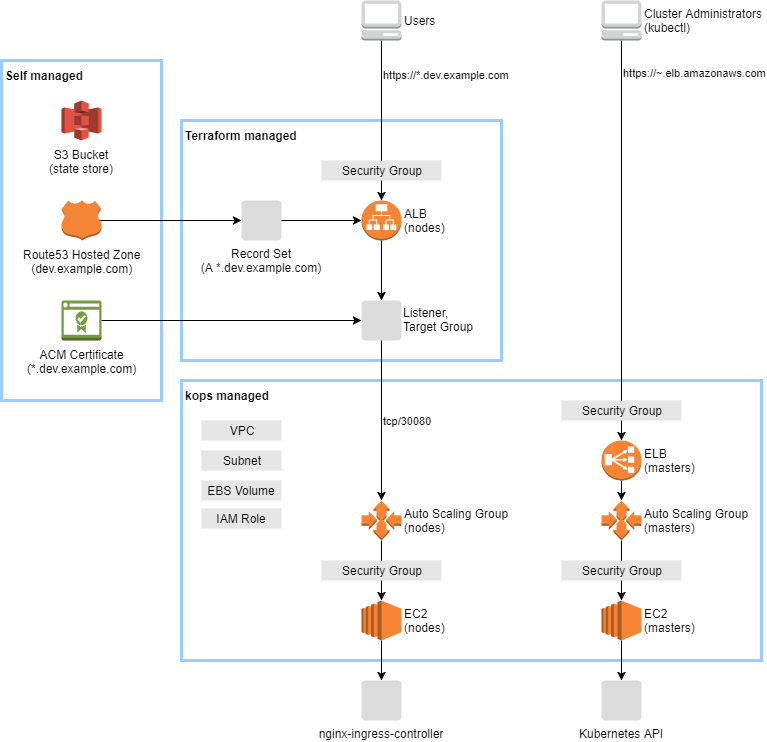 Users
Cluster Administrators
(kubectl)
https://*.dev.example.com
https://~.elb.amazonaws.com
Self managed
S3 Bucket
(state store)
Route53 Hosted Zone
(dev.example.com)
ACM Certificate
(*.dev.example.com)
Terraform managed
Security Group
ALB
(nodes)
Record Set
(A *.dev.example.com)
Listener,
Target Group
kops managed
VPC
Subnet
EBS Volume
IAM Role
tcp/30080
Auto Scaling Group
(nodes)
Security Group
EC2
(nodes)
nginx-ingress-controller
Security Group
ELB
(masters)
Auto Scaling Group
(masters)
Security Group
EC2
(masters)
Kubernetes API